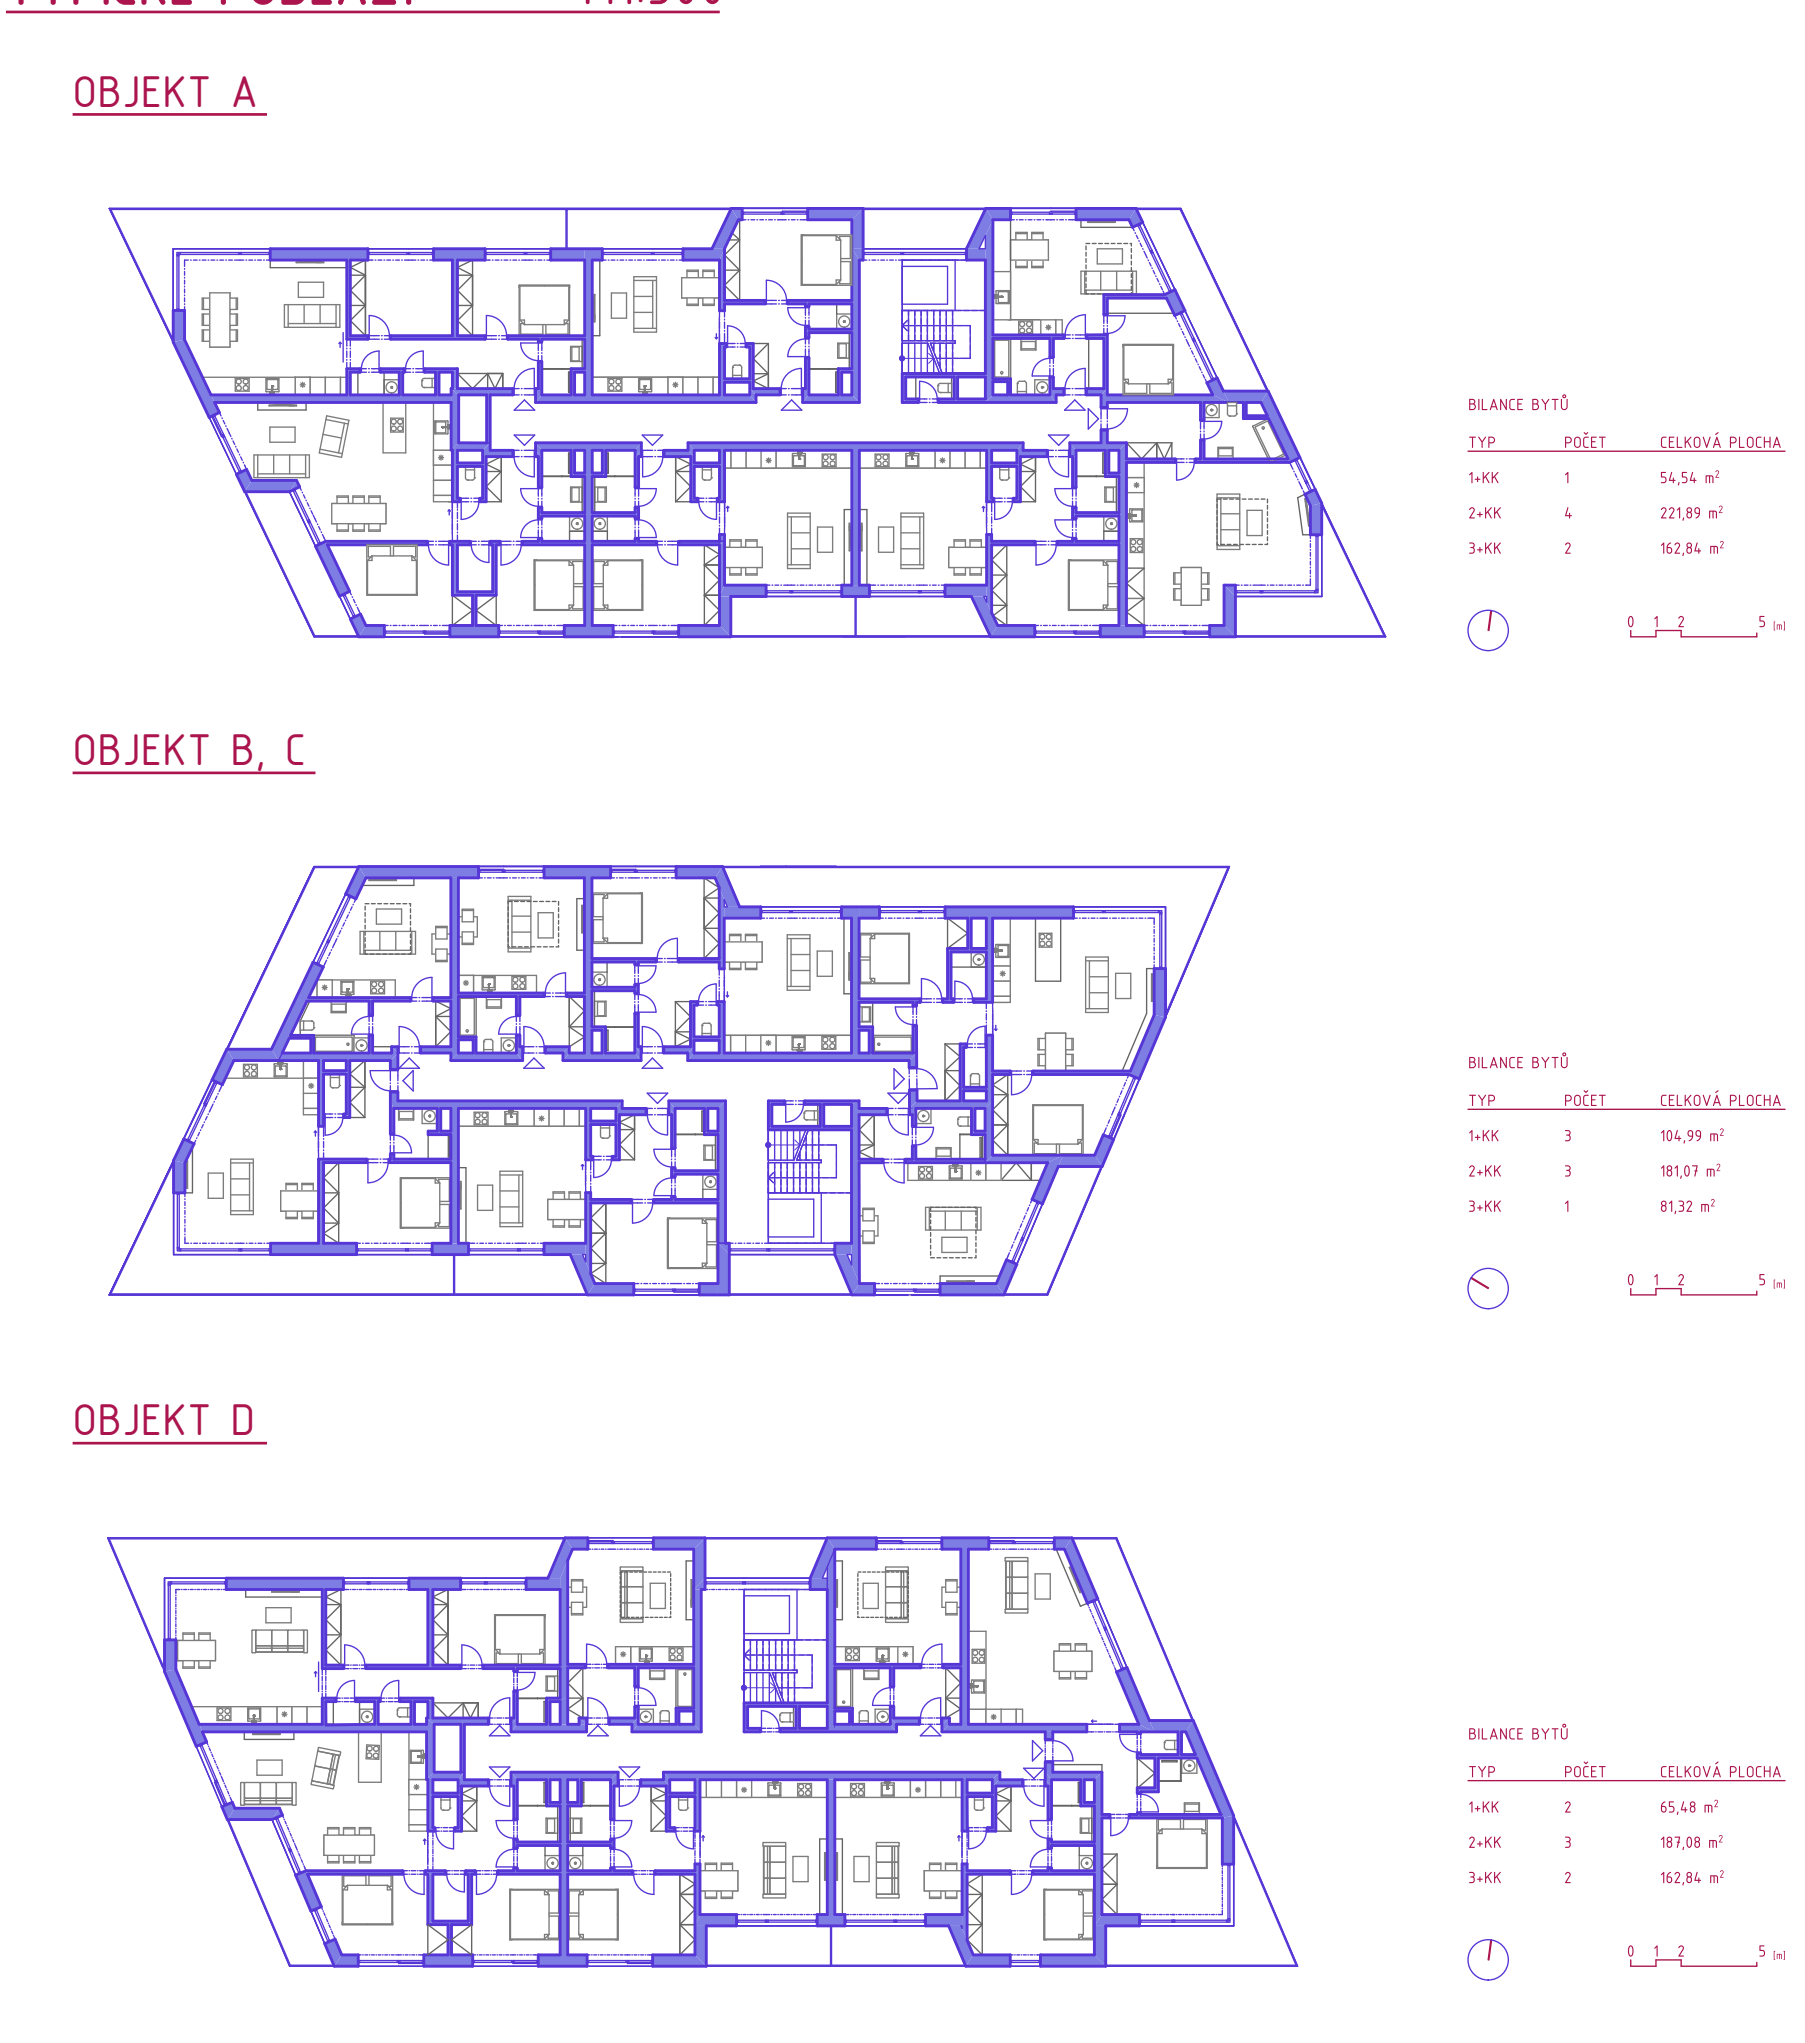 OBJEKT A
BILANCE BYTŮ
TYP POČET CELKOVÁ PLOCHA
1+KK 1 54,54 m²
2+KK 4 221,89 m²
3+KK 2 162,84 m²
0 1 2 5 [m]
OBJEKT B, C
BILANCE BYTŮ
TYP POČET CELKOVÁ PLOCHA
1+KK 3 104,99 m²
2+KK 3 181,07 m²
3+KK 1 81,32 m²
0 1 2 5 [m]
OBJEKT D
BILANCE BYTŮ
TYP POČET CELKOVÁ PLOCHA
1+KK 2 65,48 m²
2+KK 3 187,08 m²
3+KK 2 162,84 m²
0 1 2 5 [m]